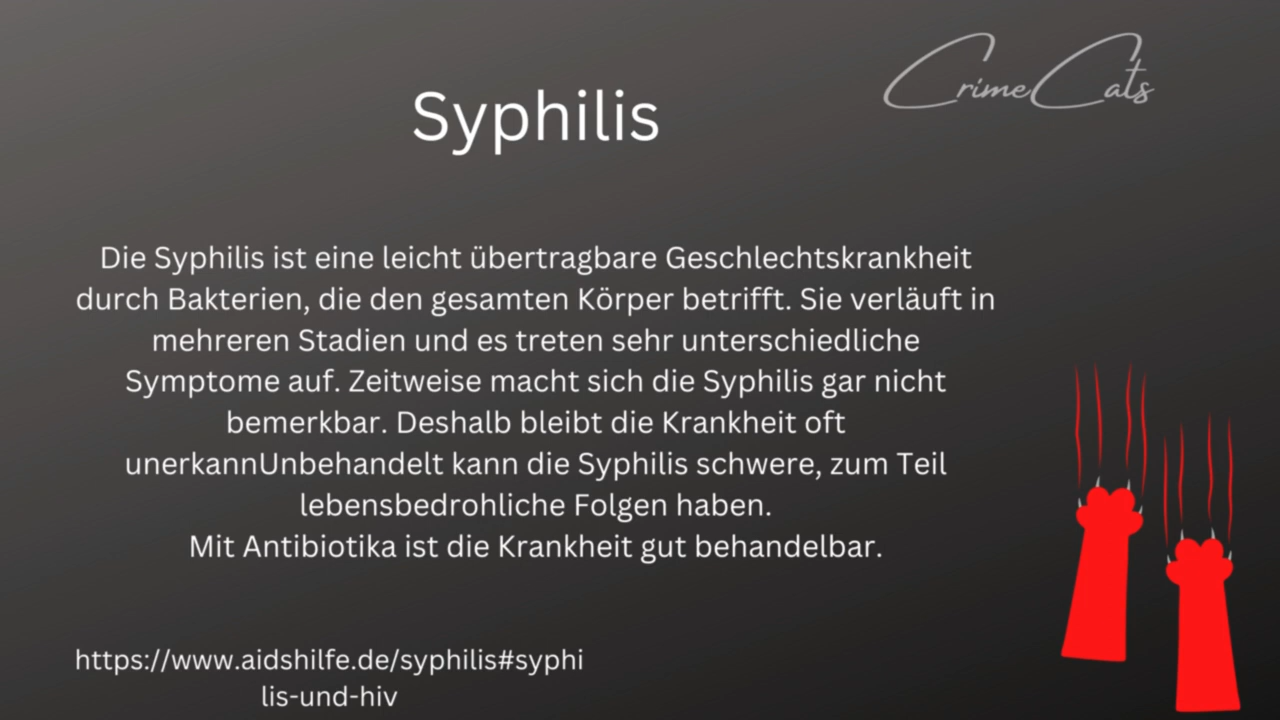 CrimeCats
Syphilis
Die Syphilis ist eine leicht übertragbare Geschlechtskrankheit
durch Bakterien, die den gesamten Körper betrifft. Sie verläuft in
mehreren Stadien und es treten sehr unterschiedliche
Symptome auf. Zeitweise macht sich die Syphilis gar nicht
bemerkbar. Deshalb bleibt die Krankheit oft
unerkannUnbehandelt kann die Syphilis schwere, zum Teil
lebensbedrohliche Folgen haben.
Mit Antibiotika ist die Krankheit gut behandelbar.
https://www.aidshilfe.de/syphilis#syphi
lis-und-hiv